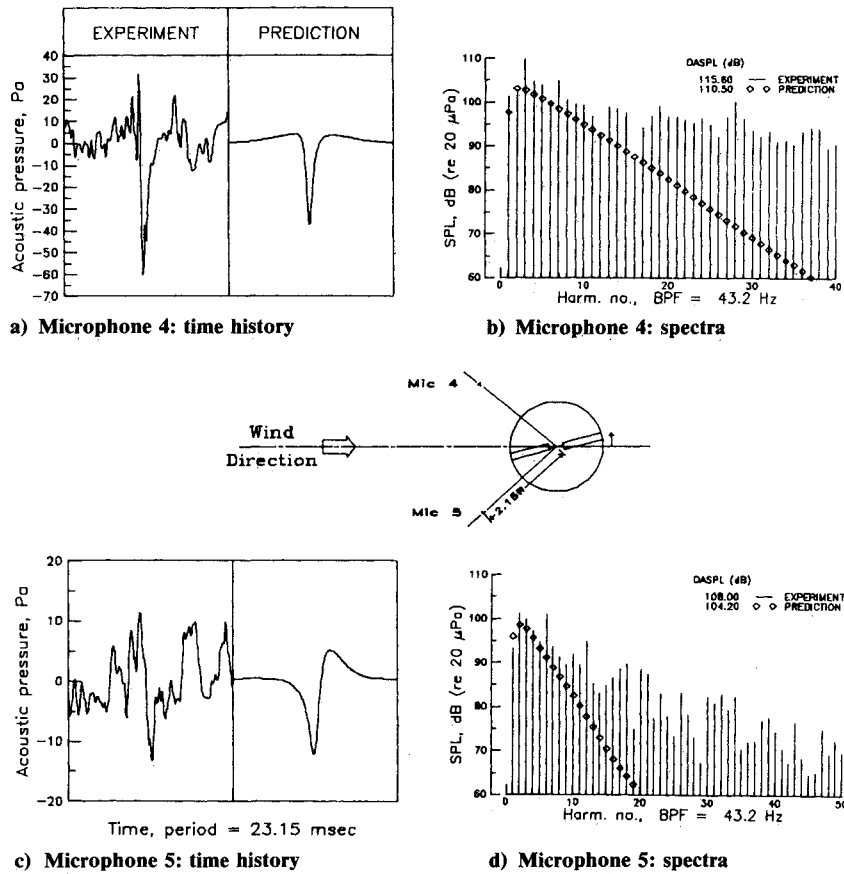 EXPERIMENT PREDICTION
Acoustic pressure, Pa
40
30
20
10
0
-10
-20
-30
-40
-50
-60
-70
a) Microphone 4: time history
SPL, dB (re 20 μPa)
110
100
90
80
70
60
OASPL (dB)
115.60 — EXPERIMENT
110.50 ◇ ◇ PREDICTION
0 10 20 30 40
Harm. no., BPF = 43.2 Hz
b) Microphone 4: spectra
Mic 4
Wind
Direction
Mic 5
2.15R
Acoustic pressure, Pa
20
10
0
-10
-20
Time, period = 23.15 msec
c) Microphone 5: time history
SPL, dB (re 20 μPa)
110
100
90
80
70
60
OASPL (dB)
108.00 — EXPERIMENT
104.20 ◇ ◇ PREDICTION
0 10 20 30 40 50
Harm. no., BPF = 43.2 Hz
d) Microphone 5: spectra